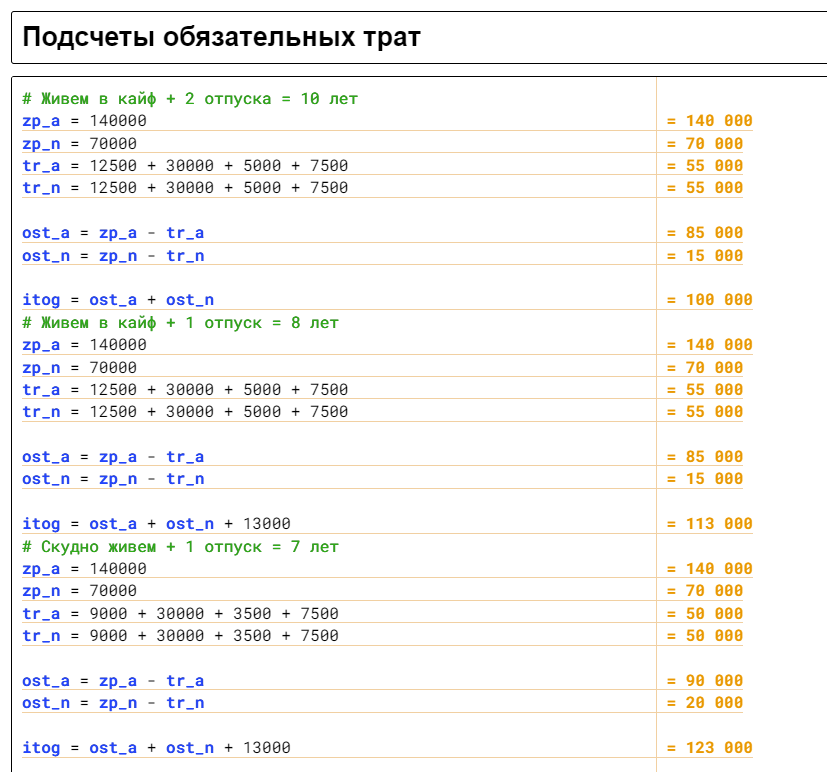 Подсчеты обязательных трат
# Живем в кайф + 2 отпуска = 10 лет
zp_a = 140000 = 140 000
zp_n = 70000 = 70 000
tr_a = 12500 + 30000 + 5000 + 7500 = 55 000
tr_n = 12500 + 30000 + 5000 + 7500 = 55 000
ost_a = zp_a - tr_a = 85 000
ost_n = zp_n - tr_n = 15 000
itog = ost_a + ost_n = 100 000
# Живем в кайф + 1 отпуск = 8 лет
zp_a = 140000 = 140 000
zp_n = 70000 = 70 000
tr_a = 12500 + 30000 + 5000 + 7500 = 55 000
tr_n = 12500 + 30000 + 5000 + 7500 = 55 000
ost_a = zp_a - tr_a = 85 000
ost_n = zp_n - tr_n = 15 000
itog = ost_a + ost_n + 13000 = 113 000
# Скудно живем + 1 отпуск = 7 лет
zp_a = 140000 = 140 000
zp_n = 70000 = 70 000
tr_a = 9000 + 30000 + 3500 + 7500 = 50 000
tr_n = 9000 + 30000 + 3500 + 7500 = 50 000
ost_a = zp_a - tr_a = 90 000
ost_n = zp_n - tr_n = 20 000
itog = ost_a + ost_n + 13000 = 123 000